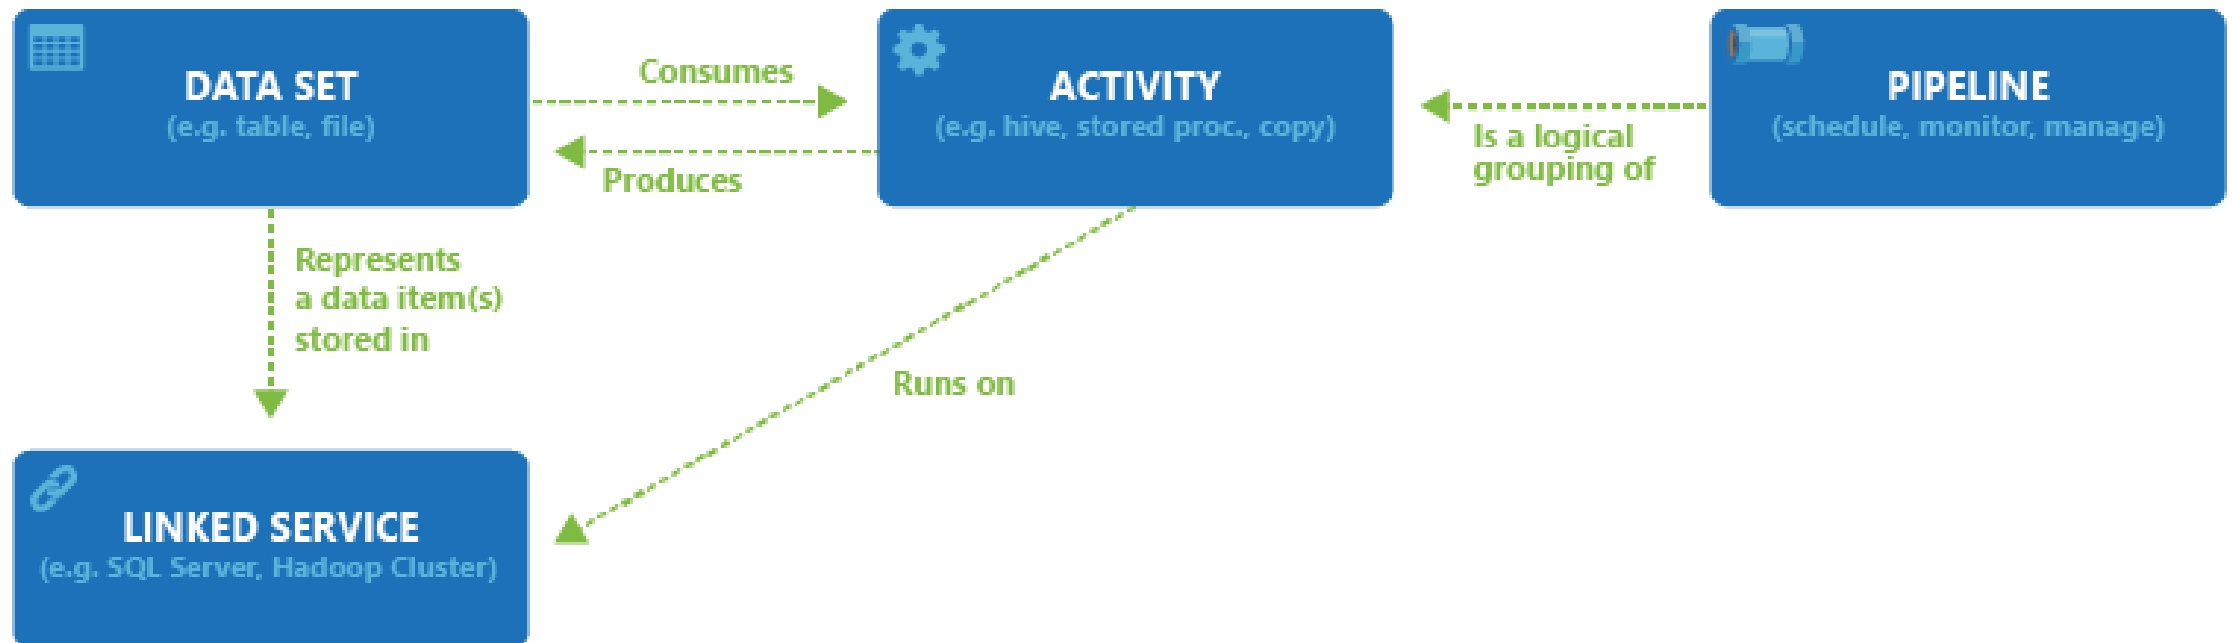 DATA SET
(e.g. table, file)
Consumes
Produces
ACTIVITY
(e.g. hive, stored proc., copy)
Is a logical
grouping of
PIPELINE
(schedule, monitor, manage)
Represents
a data item(s)
stored in
Runs on
LINKED SERVICE
(e.g. SQL Server, Hadoop Cluster)